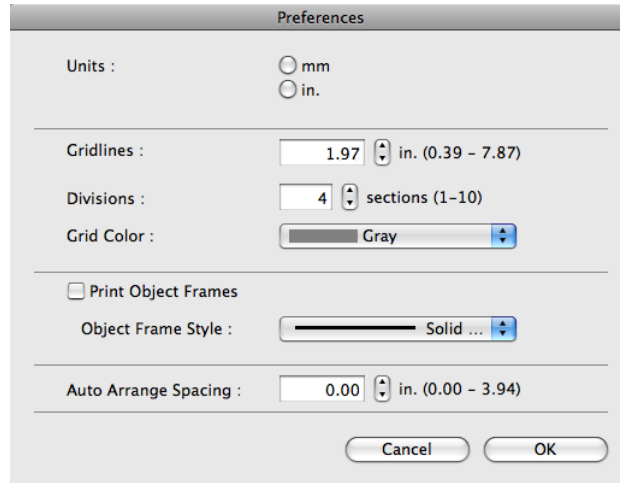 Preferences
Units :
mm
in.
Gridlines : 1.97 in. (0.39 – 7.87)
Divisions : 4 sections (1–10)
Grid Color : Gray
Print Object Frames
Object Frame Style : Solid ...
Auto Arrange Spacing : 0.00 in. (0.00 – 3.94)
Cancel OK